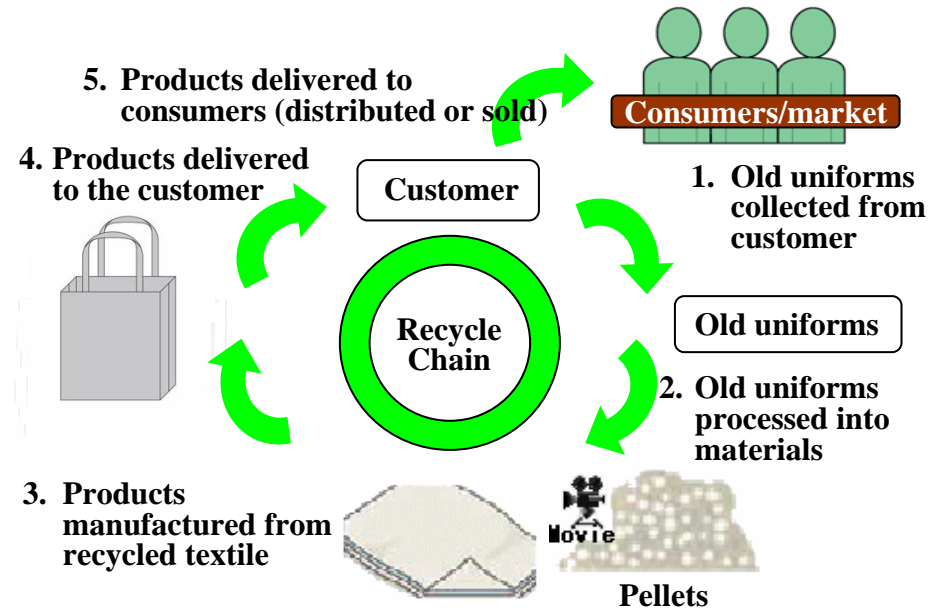 5. Products delivered to
consumers (distributed or sold)
Consumers/market
4. Products delivered
to the customer
Customer
1. Old uniforms
collected from
customer
Recycle
Chain
Old uniforms
2. Old uniforms
processed into
materials
3. Products
manufactured from
recycled textile
Movie
Pellets